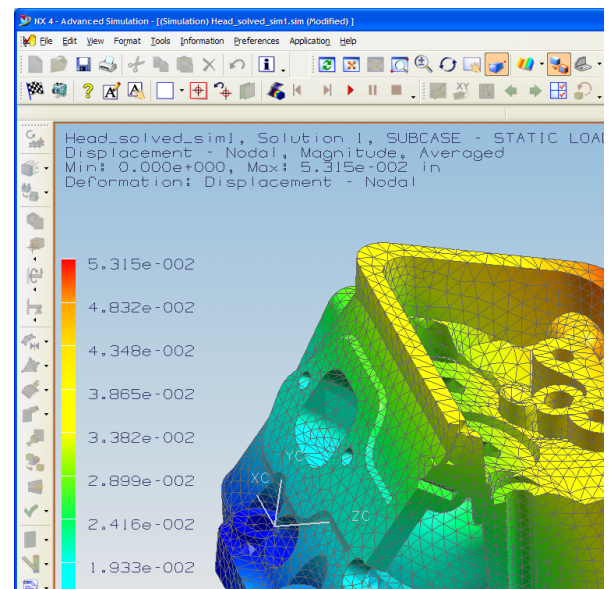 NX 4 - Advanced Simulation - [(Simulation) Head_solved_sim1.sim (Modified) ]
File Edit View Format Tools Information Preferences Application Help
Head_solved_sim1, Solution 1, SUBCASE - STATIC LOAD
Displacement - Nodal, Magnitude, Averaged
Min: 0.000e+000, Max: 5.315e-002 in
Deformation: Displacement - Nodal
5.315e-002
4.832e-002
4.348e-002
3.865e-002
3.382e-002
2.899e-002
2.416e-002
1.933e-002
YC
XC
ZC